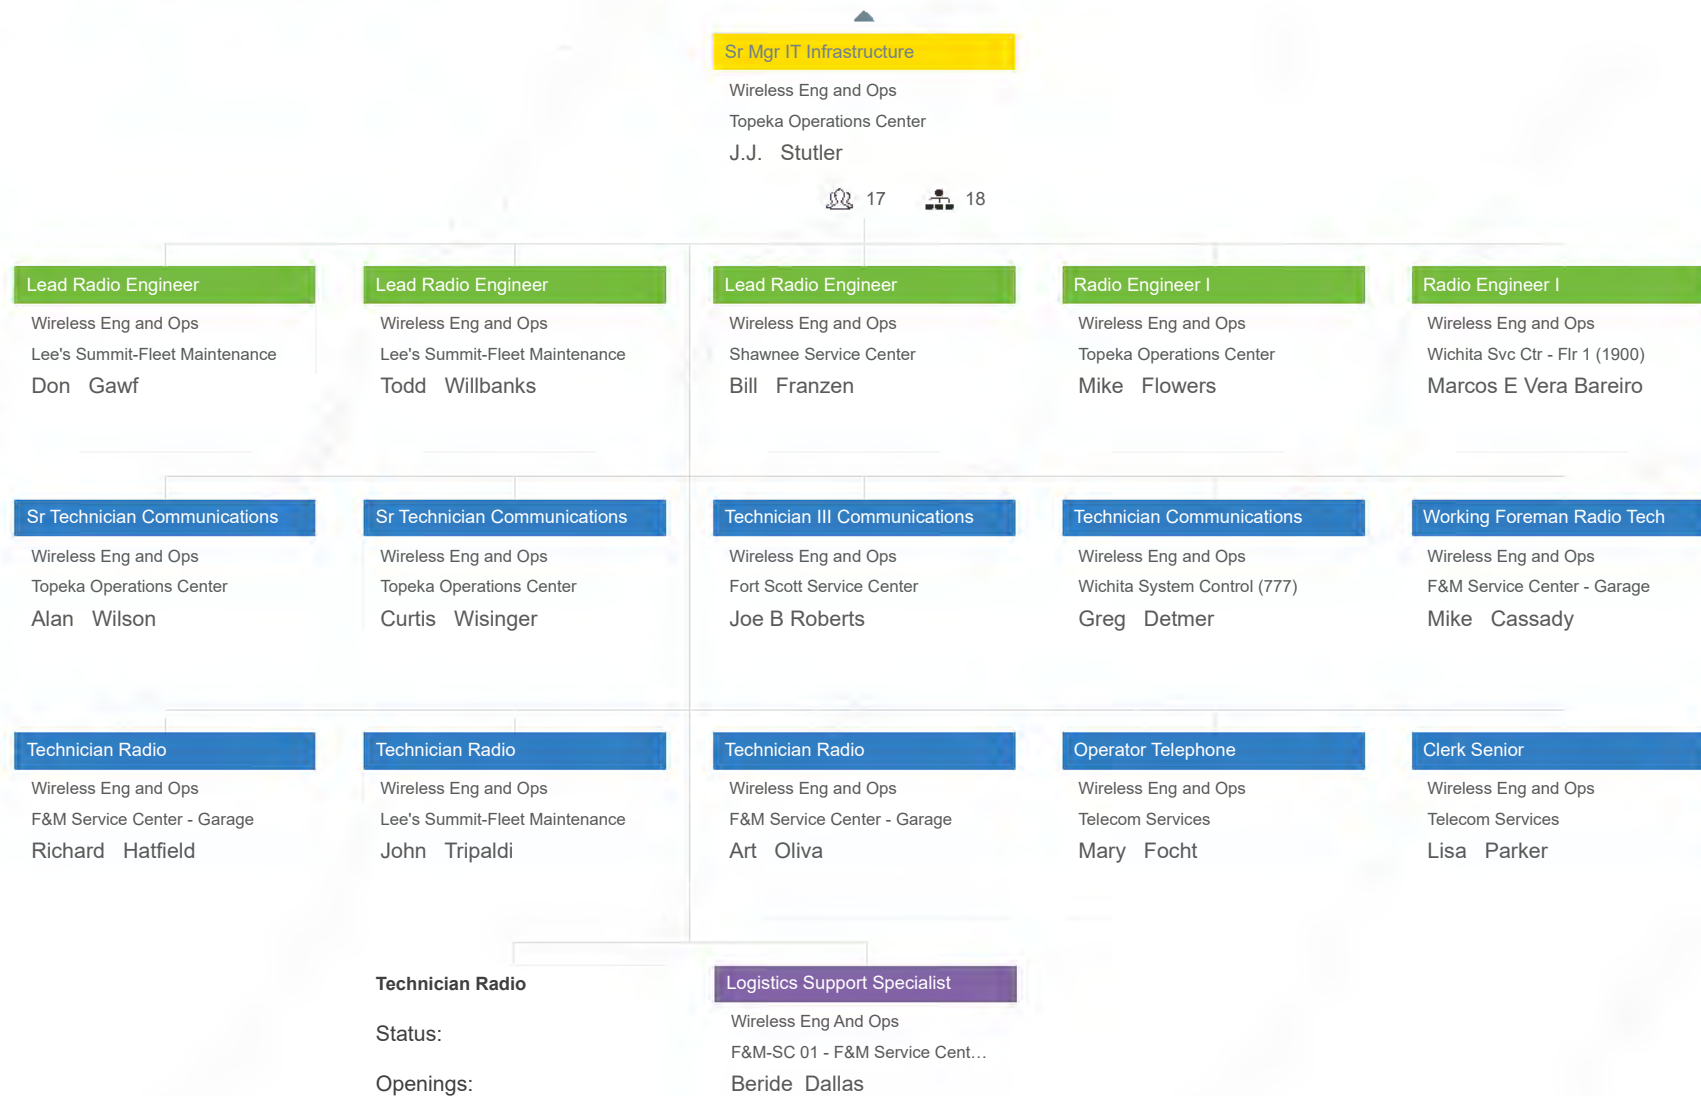 Sr Mgr IT Infrastructure
Wireless Eng and Ops
Topeka Operations Center
J.J. Stutler
17 18
Lead Radio Engineer
Wireless Eng and Ops
Lee's Summit-Fleet Maintenance
Don Gawf
Lead Radio Engineer
Wireless Eng and Ops
Lee's Summit-Fleet Maintenance
Todd Willbanks
Lead Radio Engineer
Wireless Eng and Ops
Shawnee Service Center
Bill Franzen
Radio Engineer I
Wireless Eng and Ops
Topeka Operations Center
Mike Flowers
Radio Engineer I
Wireless Eng and Ops
Wichita Svc Ctr - Flr 1 (1900)
Marcos E Vera Bareiro
Sr Technician Communications
Wireless Eng and Ops
Topeka Operations Center
Alan Wilson
Sr Technician Communications
Wireless Eng and Ops
Topeka Operations Center
Curtis Wisinger
Technician III Communications
Wireless Eng and Ops
Fort Scott Service Center
Joe B Roberts
Technician Communications
Wireless Eng and Ops
Wichita System Control (777)
Greg Detmer
Working Foreman Radio Tech
Wireless Eng and Ops
F&M Service Center - Garage
Mike Cassady
Technician Radio
Wireless Eng and Ops
F&M Service Center - Garage
Richard Hatfield
Technician Radio
Wireless Eng and Ops
Lee's Summit-Fleet Maintenance
John Tripaldi
Technician Radio
Wireless Eng and Ops
F&M Service Center - Garage
Art Oliva
Operator Telephone
Wireless Eng and Ops
Telecom Services
Mary Focht
Clerk Senior
Wireless Eng and Ops
Telecom Services
Lisa Parker
Technician Radio
Status:
Openings:
Logistics Support Specialist
Wireless Eng And Ops
F&M-SC 01 - F&M Service Cent...
Beride Dallas